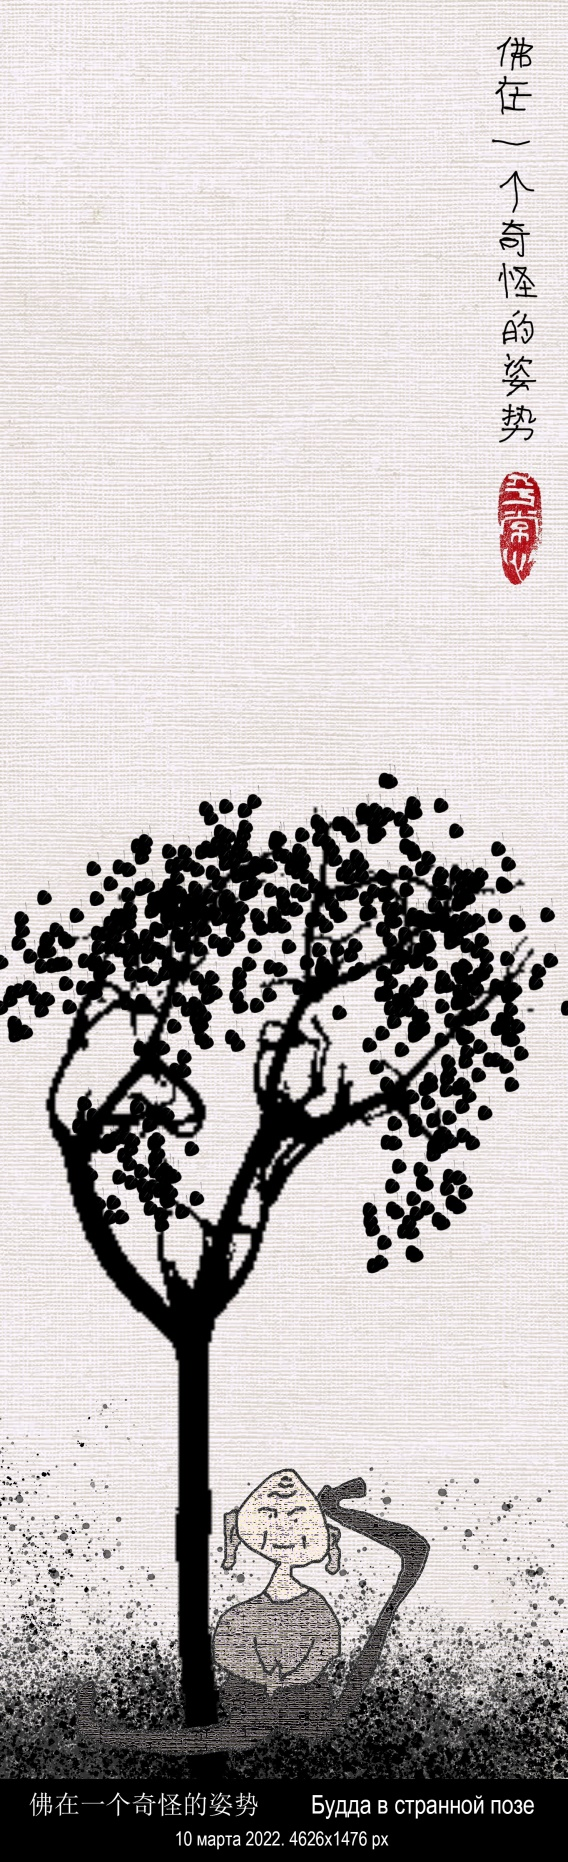 佛在一个奇怪的姿势
佛在一个奇怪的姿势 Будда в странной позе
10 марта 2022. 4626x1476 px